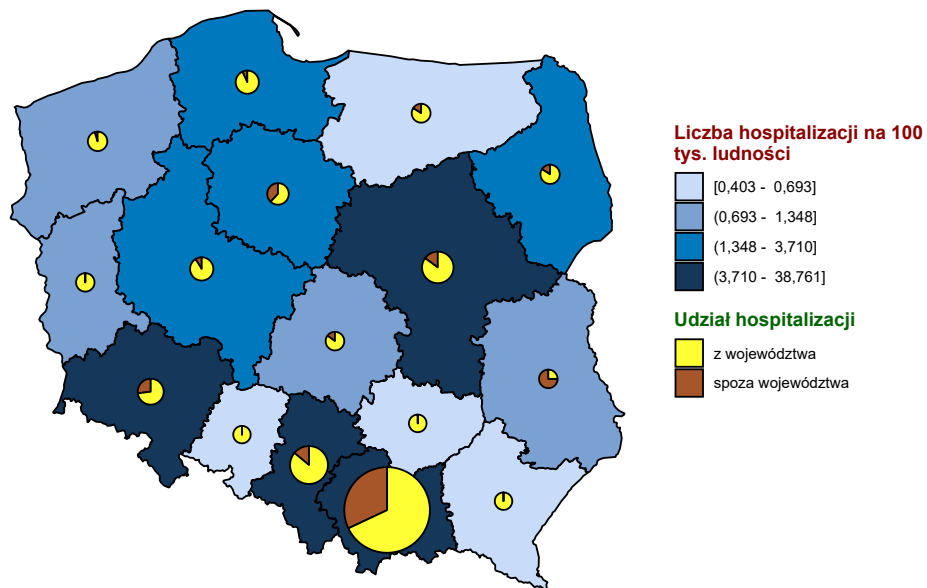 Liczba hospitalizacji na 100
tys. ludności
[0,403 - 0,693]
(0,693 - 1,348]
(1,348 - 3,710]
(3,710 - 38,761]
Udział hospitalizacji
z województwa
spoza województwa